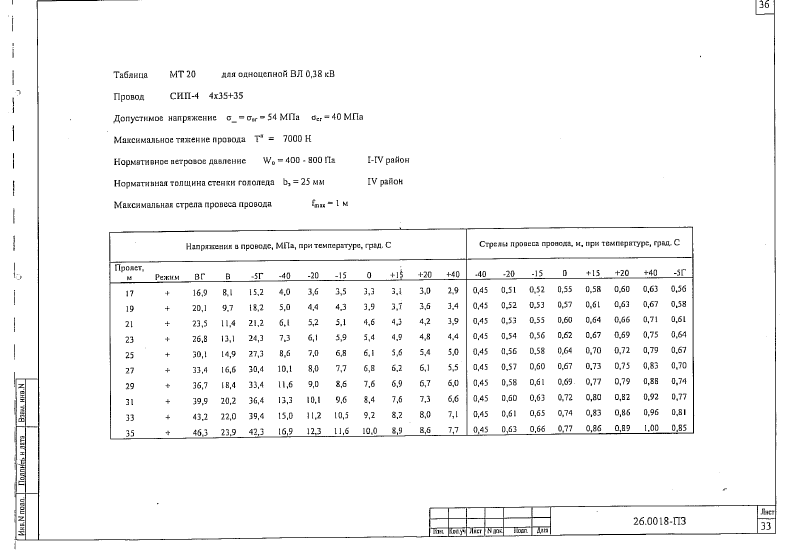 36
Таблица МТ 20 для одноцепной ВЛ 0,38 кВ
Провод СИП-4 4х35+35
Допустимое напряжение σ_ = σнг = 54 МПа σсг = 40 МПа
Максимальное тяжение провода Тн = 7000 Н
Нормативное ветровое давление W₀ = 400 - 800 Па I-IV район
Нормативная толщина стенки гололеда bэ = 25 мм IV район
Максимальная стрела провеса провода fmax = 1 м
Напряжения в проводе, МПа, при температуре, град. С Стрелы провеса провода, м, при температуре, град. С
Пролет, м Режим ВГ В -5Г -40 -20 -15 0 +15 +20 +40 -40 -20 -15 0 +15 +20 +40 -5Г
17 + 16,9 8,1 15,2 4,0 3,6 3,5 3,3 3,1 3,0 2,9 0,45 0,51 0,52 0,55 0,58 0,60 0,63 0,56
19 + 20,1 9,7 18,2 5,0 4,4 4,3 3,9 3,7 3,6 3,4 0,45 0,52 0,53 0,57 0,61 0,63 0,67 0,58
21 + 23,5 11,4 21,2 6,1 5,2 5,1 4,6 4,3 4,2 3,9 0,45 0,53 0,55 0,60 0,64 0,66 0,71 0,61
23 + 26,8 13,1 24,3 7,3 6,1 5,9 5,4 4,9 4,8 4,4 0,45 0,54 0,56 0,62 0,67 0,69 0,75 0,64
25 + 30,1 14,9 27,3 8,6 7,0 6,8 6,1 5,6 5,4 5,0 0,45 0,56 0,58 0,64 0,70 0,72 0,79 0,67
27 + 33,4 16,6 30,4 10,1 8,0 7,7 6,8 6,2 6,1 5,5 0,45 0,57 0,60 0,67 0,73 0,75 0,83 0,70
29 + 36,7 18,4 33,4 11,6 9,0 8,6 7,6 6,9 6,7 6,0 0,45 0,58 0,61 0,69 0,77 0,79 0,88 0,74
31 + 39,9 20,2 36,4 13,3 10,1 9,6 8,4 7,6 7,3 6,6 0,45 0,60 0,63 0,72 0,80 0,82 0,92 0,77
33 + 43,2 22,0 39,4 15,0 11,2 10,5 9,2 8,2 8,0 7,1 0,45 0,61 0,65 0,74 0,83 0,86 0,96 0,81
35 + 46,3 23,9 42,3 16,9 12,3 11,6 10,0 8,9 8,6 7,7 0,45 0,63 0,66 0,77 0,86 0,89 1,00 0,85
Взам. инв.N
Подпись и дата
Инв.N подл.
Изм. Кол.уч Лист N док. Подп. Дата
26.0018-ПЗ
Лист
33